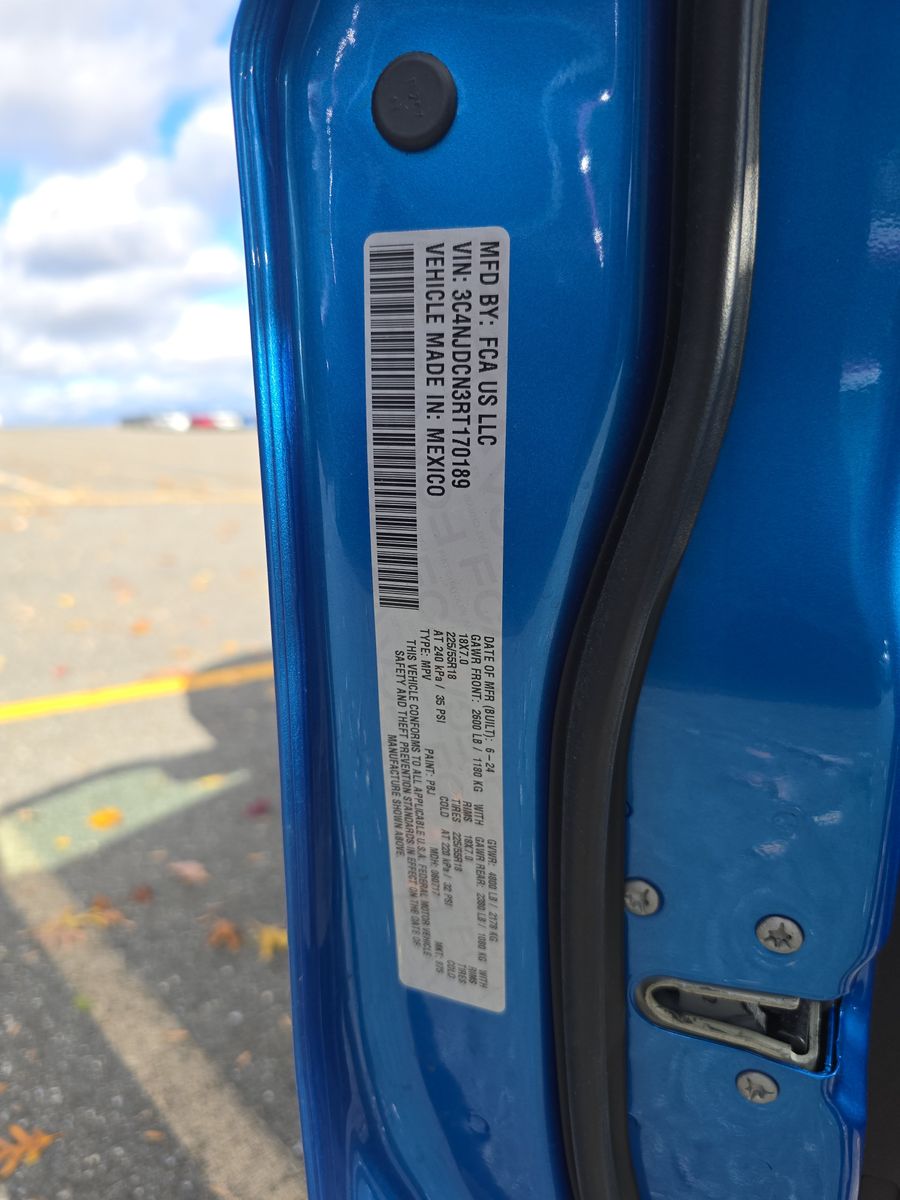 MFD BY: FCA US LLC
VIN: 3C4NJDCN3RT170189
VEHICLE MADE IN: MEXICO
DATE OF MFR (BUILT): 6-24 GVWR: 4800 LB / 2178 KG
GAWR FRONT: 2600 LB / 1180 KG WITH GAWR REAR: 2380 LB / 1080 KG WITH
18X7.0 RIMS 18X7.0 RIMS
225/55R18 TIRES 225/55R18 TIRES
AT 240 kPa / 35 PSI COLD AT 220 kPa / 32 PSI COLD
TYPE: MPV PAINT: PBJ MDH: 060717 MKT: 975
THIS VEHICLE CONFORMS TO ALL APPLICABLE U.S.A. FEDERAL MOTOR VEHICLE
SAFETY AND THEFT PREVENTION STANDARDS IN EFFECT ON THE DATE OF
MANUFACTURE SHOWN ABOVE.